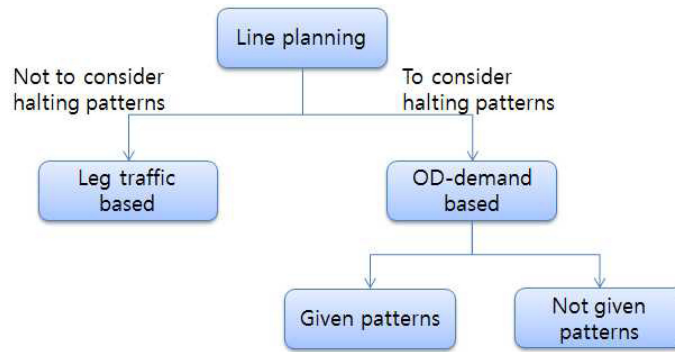 Line planning
Not to consider
halting patterns
To consider
halting patterns
Leg traffic
based
OD-demand
based
Given patterns
Not given
patterns